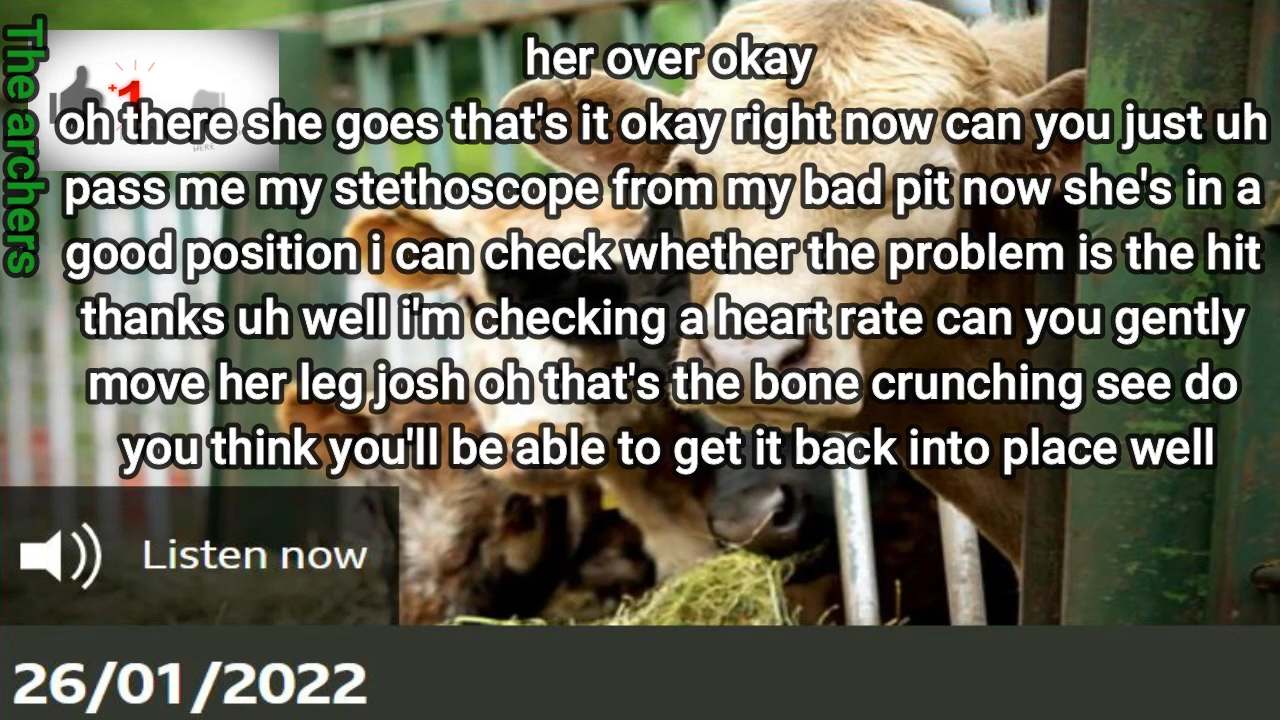 The archers
+1
HERE
her over okay
oh there she goes that's it okay right now can you just uh
pass me my stethoscope from my bad pit now she's in a
good position i can check whether the problem is the hit
thanks uh well i'm checking a heart rate can you gently
move her leg josh oh that's the bone crunching see do
you think you'll be able to get it back into place well
Listen now
26/01/2022